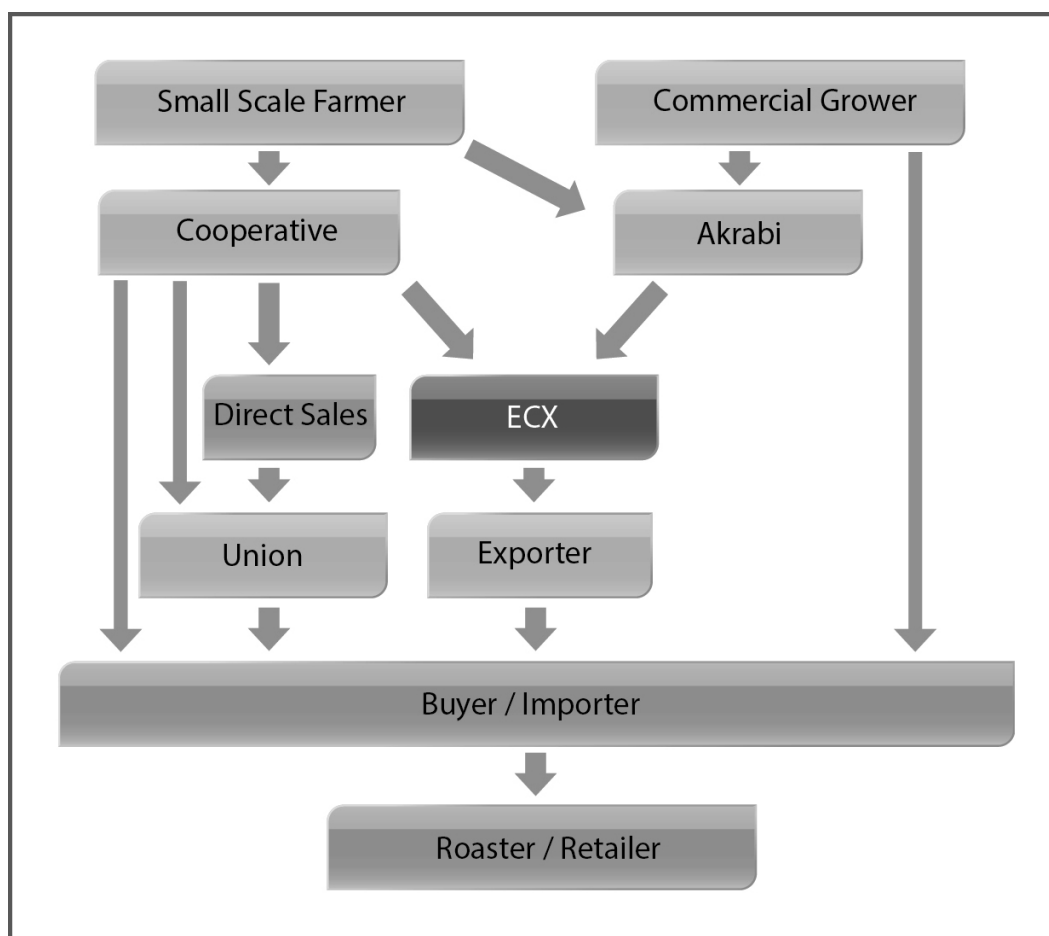 Small Scale Farmer
Commercial Grower
Cooperative
Akrabi
Direct Sales
ECX
Union
Exporter
Buyer / Importer
Roaster / Retailer